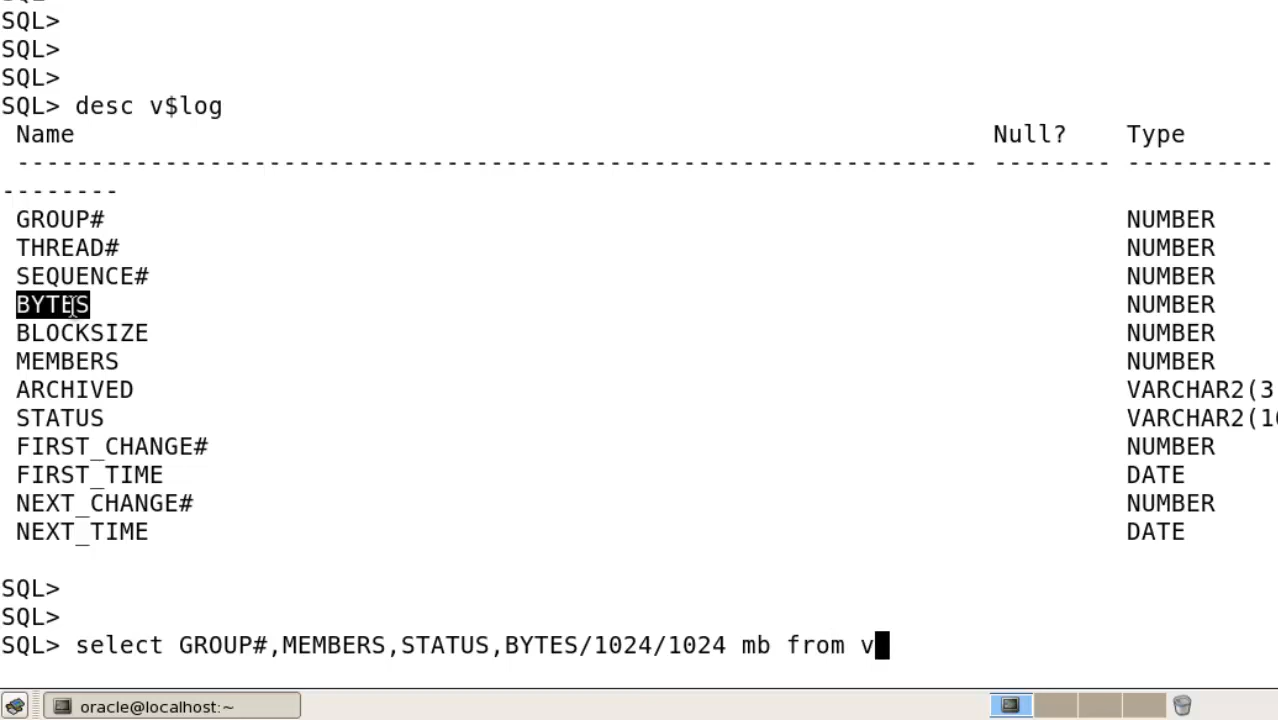 SQL>
SQL>
SQL>
SQL>
SQL> desc v$log
Name Null? Type
----------------------------------------------------------------- -------- ----------
--------
GROUP# NUMBER
THREAD# NUMBER
SEQUENCE# NUMBER
BYTES NUMBER
BLOCKSIZE NUMBER
MEMBERS NUMBER
ARCHIVED VARCHAR2(3
STATUS VARCHAR2(16
FIRST_CHANGE# NUMBER
FIRST_TIME DATE
NEXT_CHANGE# NUMBER
NEXT_TIME DATE
SQL>
SQL>
SQL> select GROUP#,MEMBERS,STATUS,BYTES/1024/1024 mb from v
oracle@localhost:~